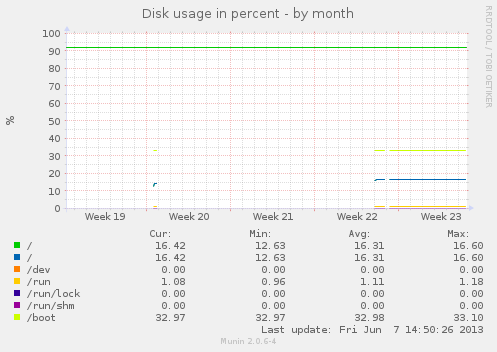 Disk usage in percent - by month
RRDTOOL / TOBI OETIKER
%
100
90
80
70
60
50
40
30
20
10
0
Week 19 Week 20 Week 21 Week 22 Week 23
Cur: Min: Avg: Max:
/ 16.42 12.63 16.31 16.60
/ 16.42 12.63 16.31 16.60
/dev 0.00 0.00 0.00 0.00
/run 1.08 0.96 1.11 1.18
/run/lock 0.00 0.00 0.00 0.00
/run/shm 0.00 0.00 0.00 0.00
/boot 32.97 32.97 32.98 33.10
Last update: Fri Jun 7 14:50:26 2013
Munin 2.0.6-4